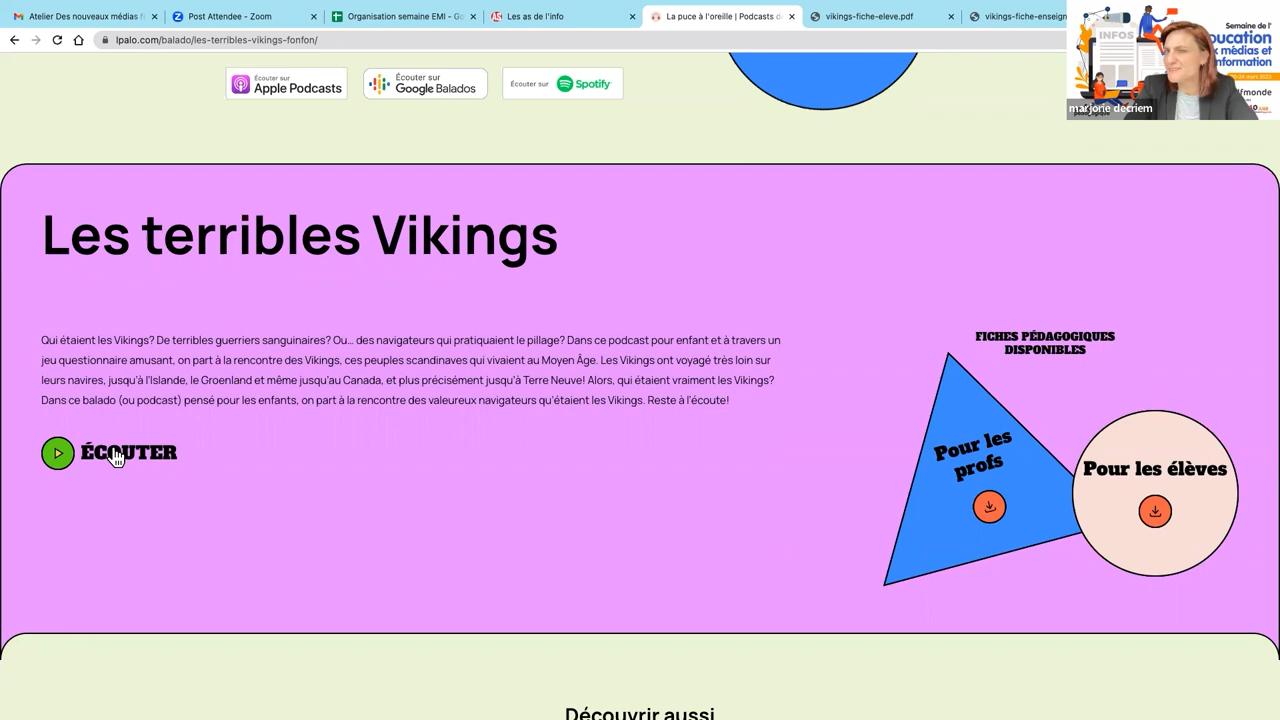 Atelier Des nouveaux médias f
Post Attendee - Zoom
Organisation semaine EMI - Go
Les as de l'info
La puce à l'oreille | Podcasts d
vikings-fiche-eleve.pdf
vikings-fiche-enseign
lpalo.com/balado/les-terribles-vikings-fonfon/
INFOS
Semaine de l'
ducation
x médias et
nformation
marjorie decriem
Écouter sur
Apple Podcasts
Écouter sur
Google Balados
Écouter sur
Spotify
Les terribles Vikings
Qui étaient les Vikings? De terribles guerriers sanguinaires? Ou… des navigateurs qui pratiquaient le pillage? Dans ce podcast pour enfant et à travers un
jeu questionnaire amusant, on part à la rencontre des Vikings, ces peuples scandinaves qui vivaient au Moyen Âge. Les Vikings ont voyagé très loin sur
leurs navires, jusqu'à l'Islande, le Groenland et même jusqu'au Canada, et plus précisément jusqu'à Terre Neuve! Alors, qui étaient vraiment les Vikings?
Dans ce balado (ou podcast) pensé pour les enfants, on part à la rencontre des valeureux navigateurs qu'étaient les Vikings. Reste à l'écoute!
ÉCOUTER
FICHES PÉDAGOGIQUES
DISPONIBLES
Pour les
profs
Pour les élèves
Découvrir aussi